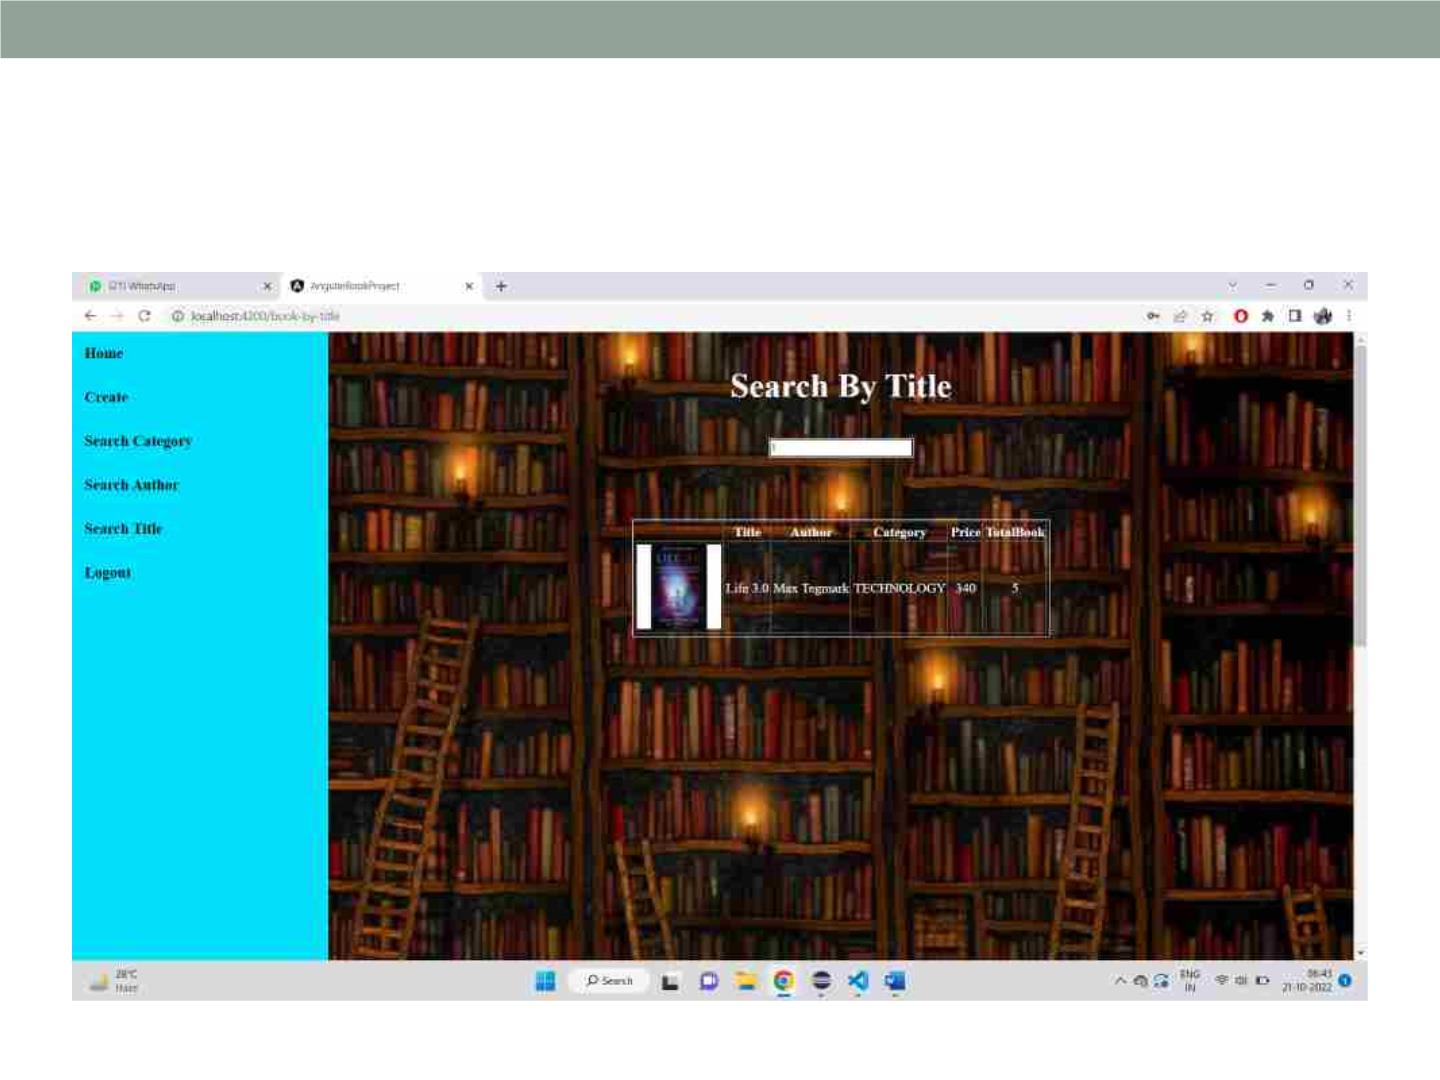 (21) WhatsApp
AngularBookProject
localhost:4200/book-by-title
Home
Create
Search Category
Search Author
Search Title
Logout
Search By Title
Title Author Category Price TotalBook
Life 3.0 Max Tegmark TECHNOLOGY 340 5
28°C
Haze
Search
ENG
IN
06:43
21-10-2022